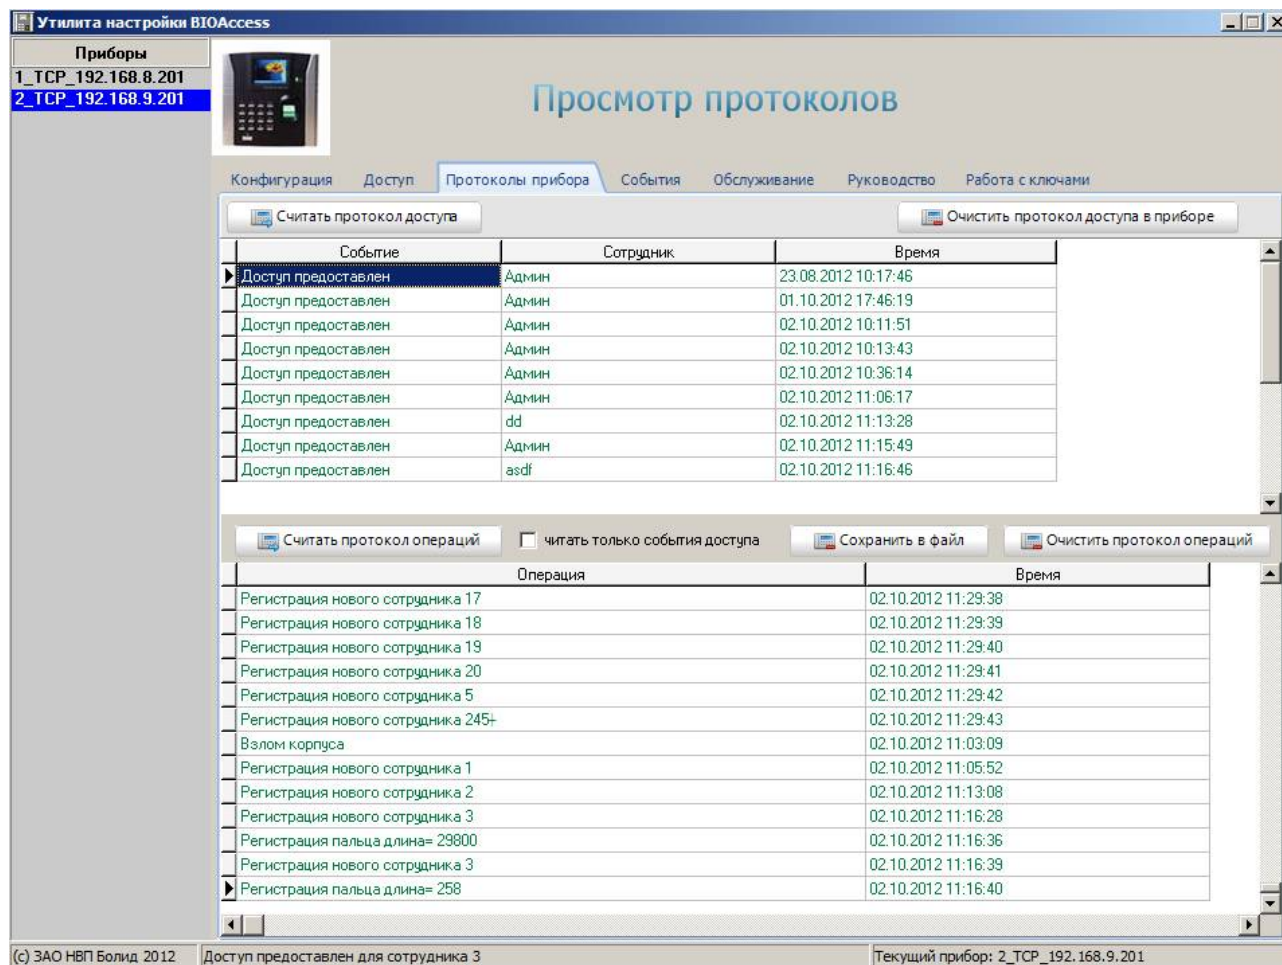 Утилита настройки BIOAccess
Приборы
1_TCP_192.168.8.201
2_TCP_192.168.9.201
Просмотр протоколов
Конфигурация Доступ Протоколы прибора События Обслуживание Руководство Работа с ключами
Считать протокол доступа Очистить протокол доступа в приборе
Событие Сотрудник Время
Доступ предоставлен Админ 23.08.2012 10:17:46
Доступ предоставлен Админ 01.10.2012 17:46:19
Доступ предоставлен Админ 02.10.2012 10:11:51
Доступ предоставлен Админ 02.10.2012 10:13:43
Доступ предоставлен Админ 02.10.2012 10:36:14
Доступ предоставлен Админ 02.10.2012 11:06:17
Доступ предоставлен dd 02.10.2012 11:13:28
Доступ предоставлен Админ 02.10.2012 11:15:49
Доступ предоставлен asdf 02.10.2012 11:16:46
Считать протокол операций читать только события доступа Сохранить в файл Очистить протокол операций
Операция Время
Регистрация нового сотрудника 17 02.10.2012 11:29:38
Регистрация нового сотрудника 18 02.10.2012 11:29:39
Регистрация нового сотрудника 19 02.10.2012 11:29:40
Регистрация нового сотрудника 20 02.10.2012 11:29:41
Регистрация нового сотрудника 5 02.10.2012 11:29:42
Регистрация нового сотрудника 245+ 02.10.2012 11:29:43
Взлом корпуса 02.10.2012 11:03:09
Регистрация нового сотрудника 1 02.10.2012 11:05:52
Регистрация нового сотрудника 2 02.10.2012 11:13:08
Регистрация нового сотрудника 3 02.10.2012 11:16:28
Регистрация пальца длина= 29800 02.10.2012 11:16:36
Регистрация нового сотрудника 3 02.10.2012 11:16:39
Регистрация пальца длина= 258 02.10.2012 11:16:40
(c) ЗАО НВП Болид 2012 Доступ предоставлен для сотрудника 3 Текущий прибор: 2_TCP_192.168.9.201